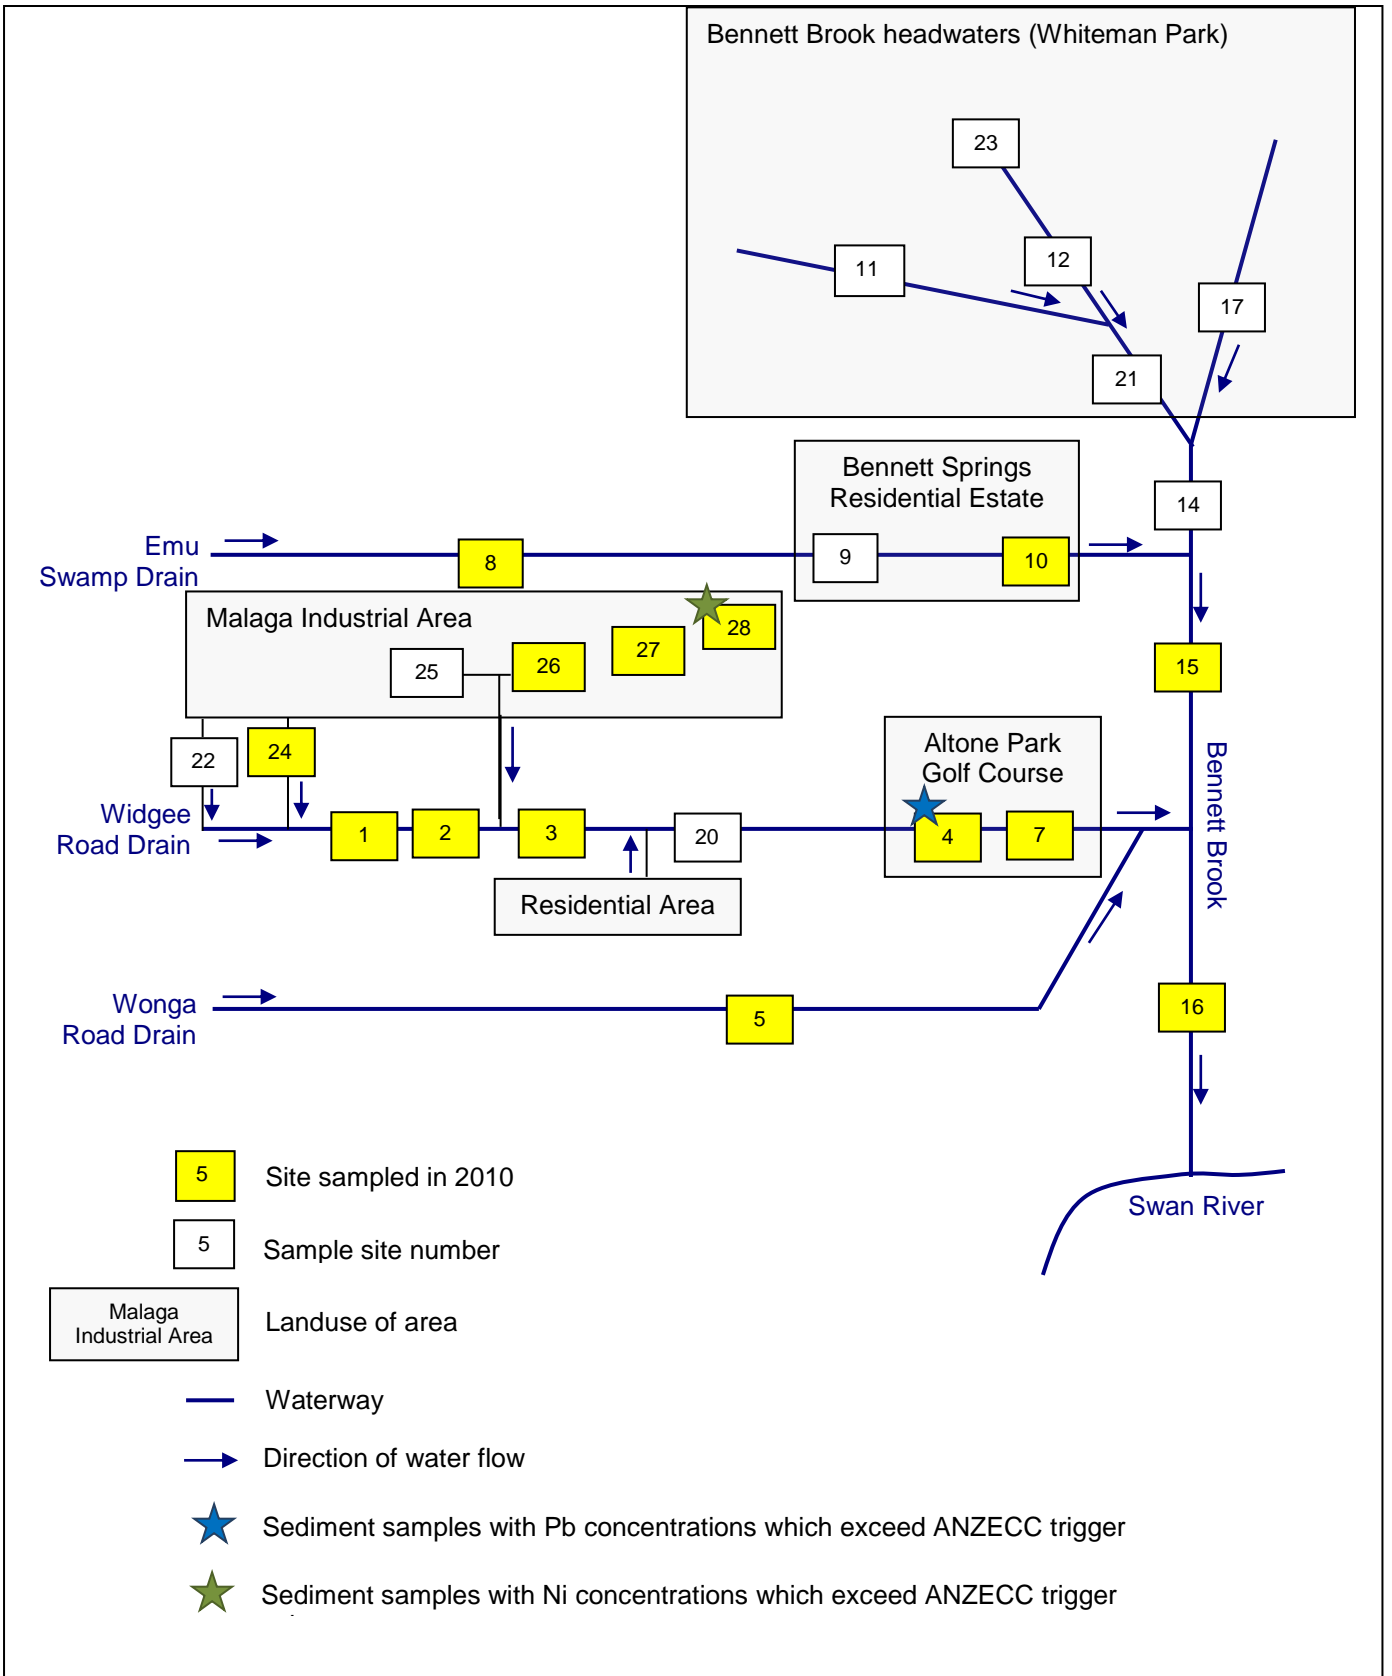 Bennett Brook headwaters (Whiteman Park)
23
12
11
17
21
Bennett Springs
Residential Estate
14
Emu
Swamp Drain
8
9
10
Malaga Industrial Area
28
27
26
25
15
22
24
Altone Park
Golf Course
Bennett Brook
Widgee
Road Drain
1
2
3
20
4
7
Residential Area
Wonga
Road Drain
5
16
Swan River
5
Site sampled in 2010
5
Sample site number
Malaga
Industrial Area
Landuse of area
Waterway
Direction of water flow
Sediment samples with Pb concentrations which exceed ANZECC trigger
Sediment samples with Ni concentrations which exceed ANZECC trigger